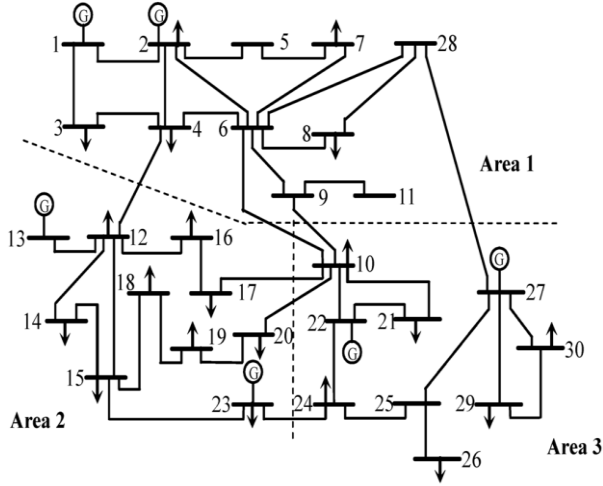 G G
1 2 5 7 28
3 4 6 8
Area 1
9 11
G
13 12 16
10 G
18 17 27
14 22 21
19 20 G 30
G
15
23 24 25 29
Area 2
Area 3
26